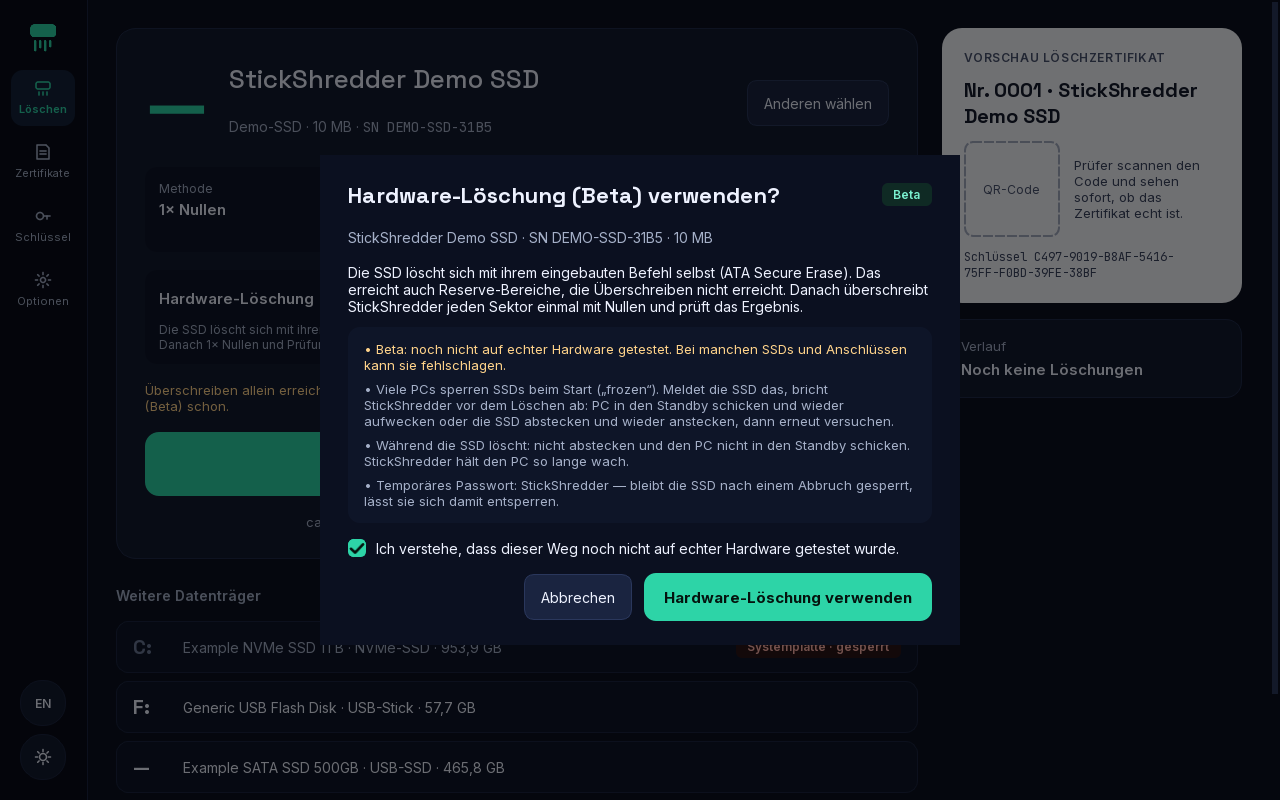 Löschen
Zertifikate
Schlüssel
Optionen
EN
StickShredder Demo SSD
Demo-SSD · 10 MB · SN DEMO-SSD-31B5
Anderen wählen
Methode
1× Nullen
Hardware-Löschung
Die SSD löscht sich mit ihre
Danach 1× Nullen und Prüfu
Überschreiben allein erreich
(Beta) schon.
ca
Hardware-Löschung (Beta) verwenden?
Beta
StickShredder Demo SSD · SN DEMO-SSD-31B5 · 10 MB
Die SSD löscht sich mit ihrem eingebauten Befehl selbst (ATA Secure Erase). Das
erreicht auch Reserve-Bereiche, die Überschreiben nicht erreicht. Danach überschreibt
StickShredder jeden Sektor einmal mit Nullen und prüft das Ergebnis.
• Beta: noch nicht auf echter Hardware getestet. Bei manchen SSDs und Anschlüssen
kann sie fehlschlagen.
• Viele PCs sperren SSDs beim Start („frozen“). Meldet die SSD das, bricht
StickShredder vor dem Löschen ab: PC in den Standby schicken und wieder
aufwecken oder die SSD abstecken und wieder anstecken, dann erneut versuchen.
• Während die SSD löscht: nicht abstecken und den PC nicht in den Standby schicken.
StickShredder hält den PC so lange wach.
• Temporäres Passwort: StickShredder — bleibt die SSD nach einem Abbruch gesperrt,
lässt sie sich damit entsperren.
Ich verstehe, dass dieser Weg noch nicht auf echter Hardware getestet wurde.
Abbrechen
Hardware-Löschung verwenden
Weitere Datenträger
C:
Example NVMe SSD 1TB · NVMe-SSD · 953,9 GB
Systemplatte · gesperrt
F:
Generic USB Flash Disk · USB-Stick · 57,7 GB
—
Example SATA SSD 500GB · USB-SSD · 465,8 GB
VORSCHAU LÖSCHZERTIFIKAT
Nr. 0001 · StickShredder
Demo SSD
QR-Code
Prüfer scannen den
Code und sehen
sofort, ob das
Zertifikat echt ist.
Schlüssel C497-9019-B8AF-5416-
75FF-F0BD-39FE-38BF
Verlauf
Noch keine Löschungen